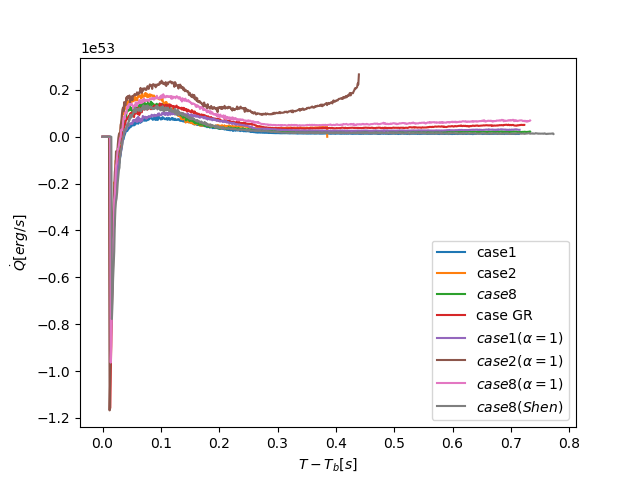 1e53
0.2
0.0
−0.2
−0.4
−0.6
−0.8
−1.0
−1.2
Q̇[erg/s]
case1
case2
case8
case GR
case1(α = 1)
case2(α = 1)
case8(α = 1)
case8(Shen)
0.0 0.1 0.2 0.3 0.4 0.5 0.6 0.7 0.8
T − T_b[s]